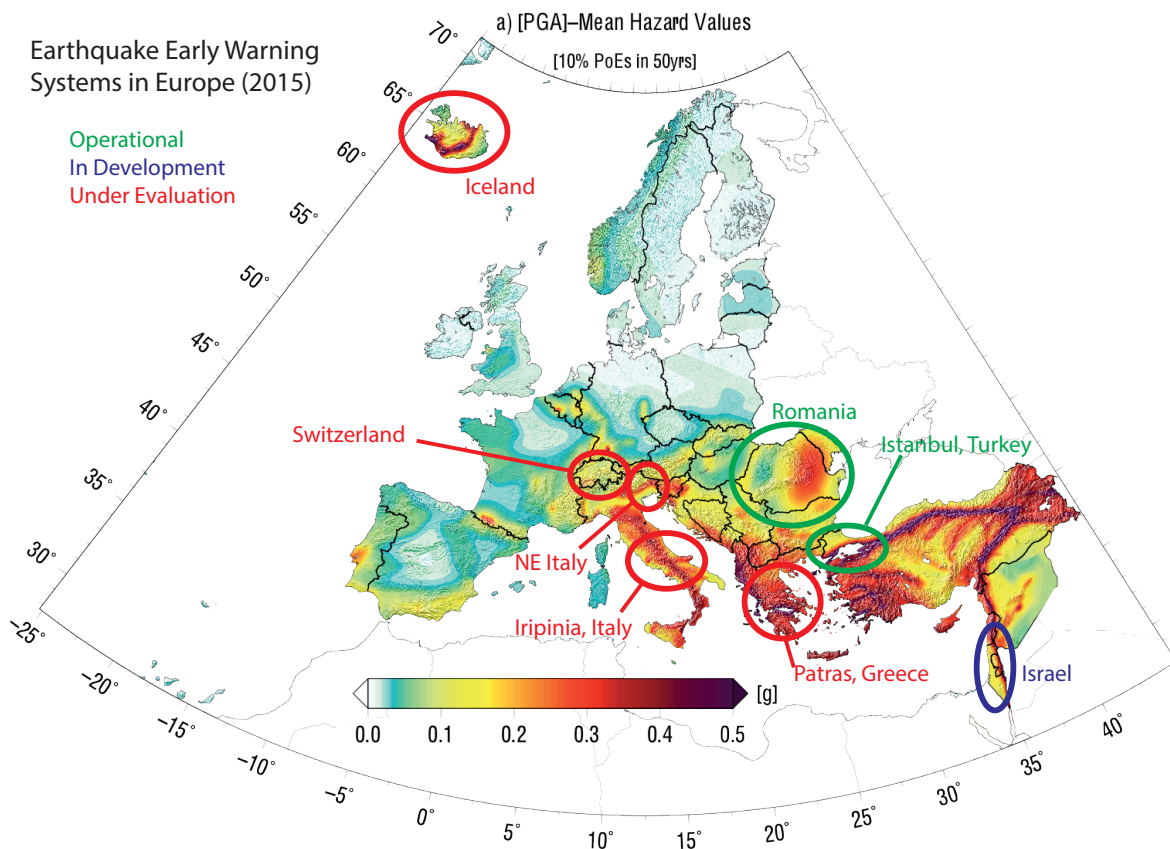 a) [PGA]–Mean Hazard Values
[10% PoEs in 50yrs]
Earthquake Early Warning
Systems in Europe (2015)
Operational
In Development
Under Evaluation
70°
65°
60°
55°
50°
45°
40°
35°
30°
Iceland
Switzerland
Romania
Istanbul, Turkey
NE Italy
Iripinia, Italy
Patras, Greece
Israel
[g]
0.0 0.1 0.2 0.3 0.4 0.5
−25°
−20°
−15°
−10°
−5°
0°
5°
10°
15°
20°
25°
30°
35°
40°